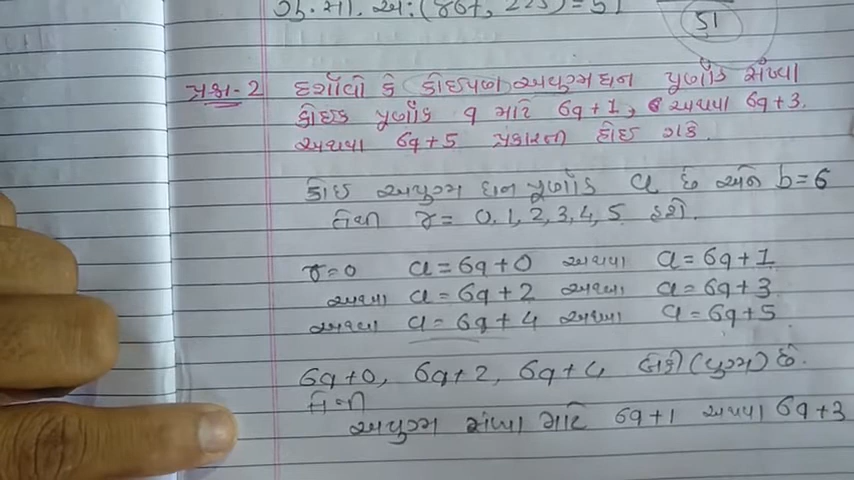 ગુ. સા. અ: (867, 225) = 51
51
પ્રશ્ન-2 દર્શાવો કે કોઇપણ અયુગ્મ ધન પૂર્ણાંક સંખ્યા
કોઇક પૂર્ણાંક q માટે 6q+1, અથવા 6q+3.
અથવા 6q+5 પ્રકારની હોઇ શકે.
કોઇ અયુગ્મ ધન પૂર્ણાંક a છે અને b=6
તેથી r= 0,1,2,3,4,5 હશે.
r=0 a=6q+0 અથવા a=6q+1
અથવા a=6q+2 અથવા a=6q+3
અથવા a=6q+4 અથવા a=6q+5
6q+0, 6q+2, 6q+4 બેકી (યુગ્મ) છે.
તેની
અયુગ્મ સંખ્યા માટે 6q+1 અથવા 6q+3